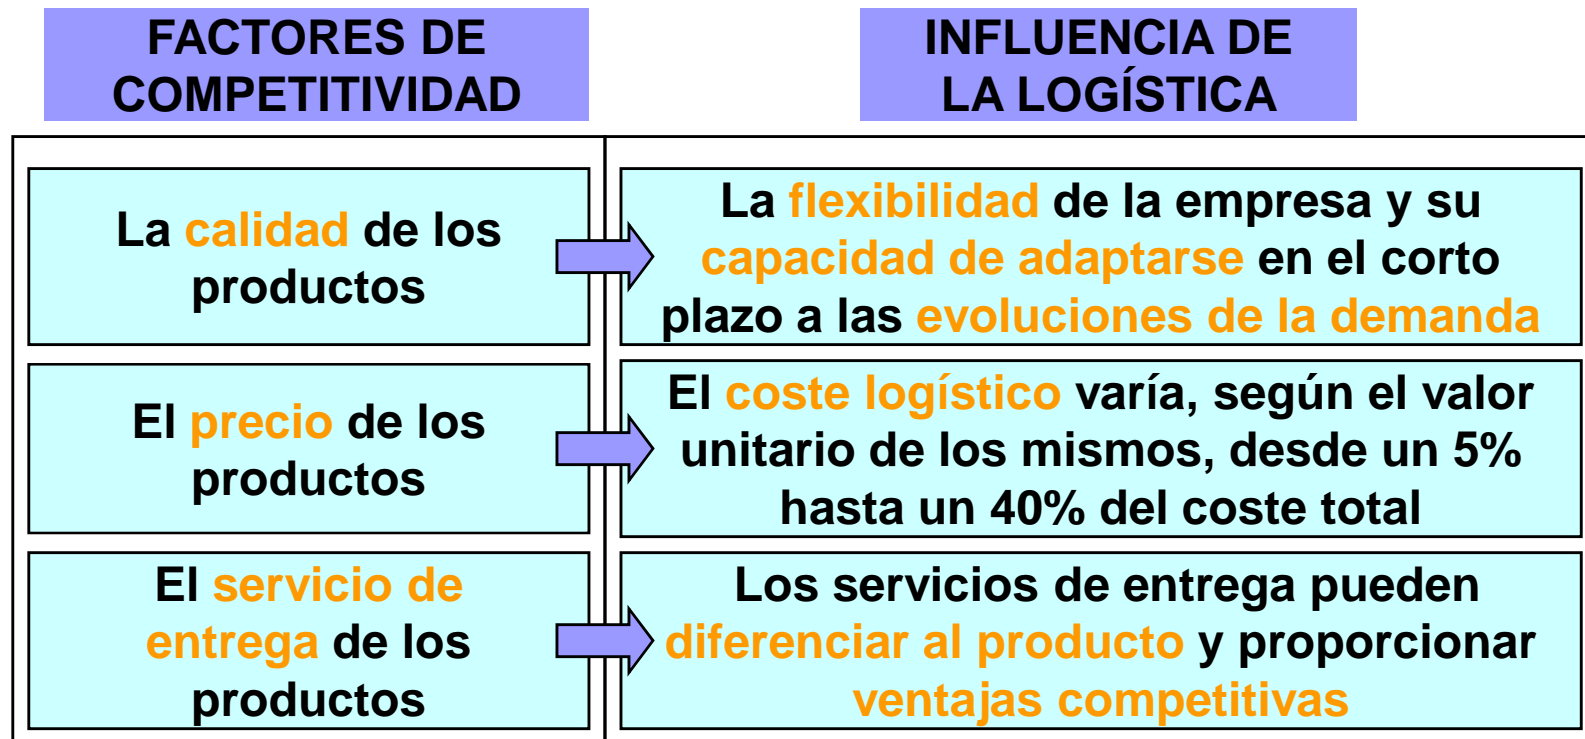 FACTORES DE
COMPETITIVIDAD
INFLUENCIA DE
LA LOGÍSTICA
La calidad de los
productos
La flexibilidad de la empresa y su
capacidad de adaptarse en el corto
plazo a las evoluciones de la demanda
El precio de los
productos
El coste logístico varía, según el valor
unitario de los mismos, desde un 5%
hasta un 40% del coste total
El servicio de
entrega de los
productos
Los servicios de entrega pueden
diferenciar al producto y proporcionar
ventajas competitivas